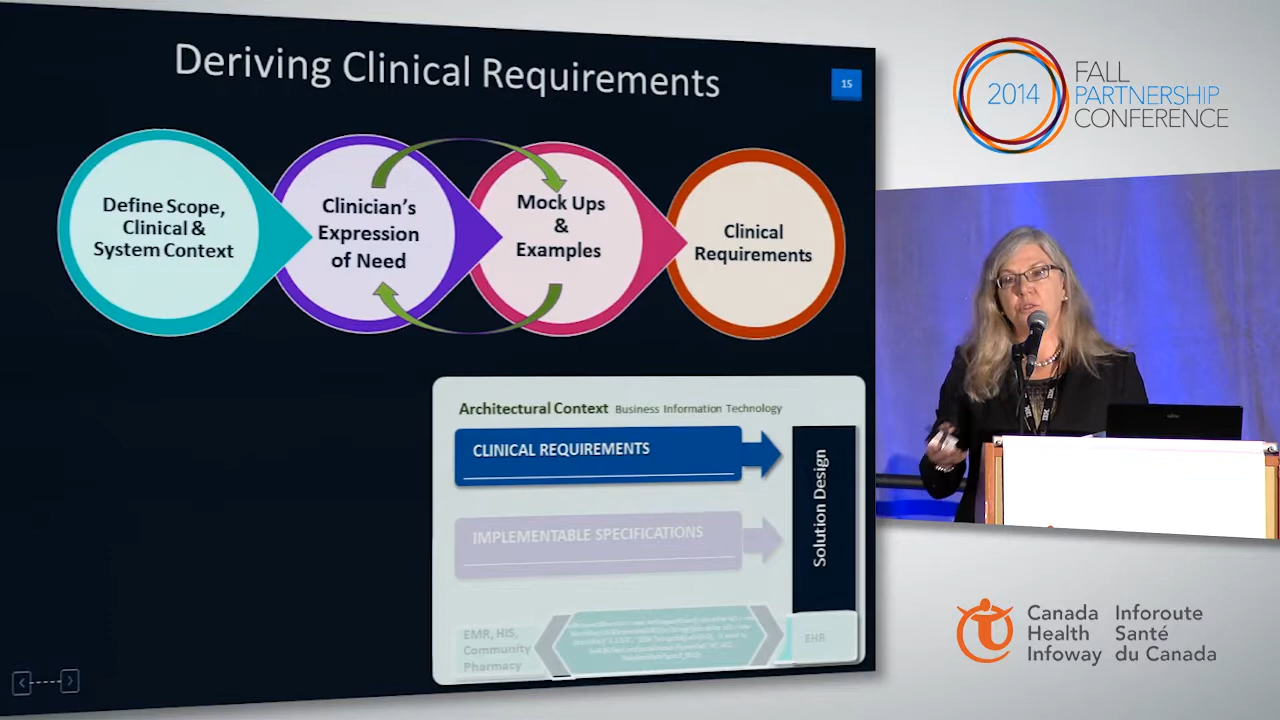 Deriving Clinical Requirements
15
Define Scope,
Clinical &
System Context
Clinician's
Expression
of Need
Mock Ups
&
Examples
Clinical
Requirements
Architectural Context Business Information Technology
CLINICAL REQUIREMENTS
IMPLEMENTABLE SPECIFICATIONS
Solution Design
EMR, HIS,
Community
Pharmacy
EHR
2014
FALL
PARTNERSHIP
CONFERENCE
Canada
Health
Infoway
Inforoute
Santé
du Canada